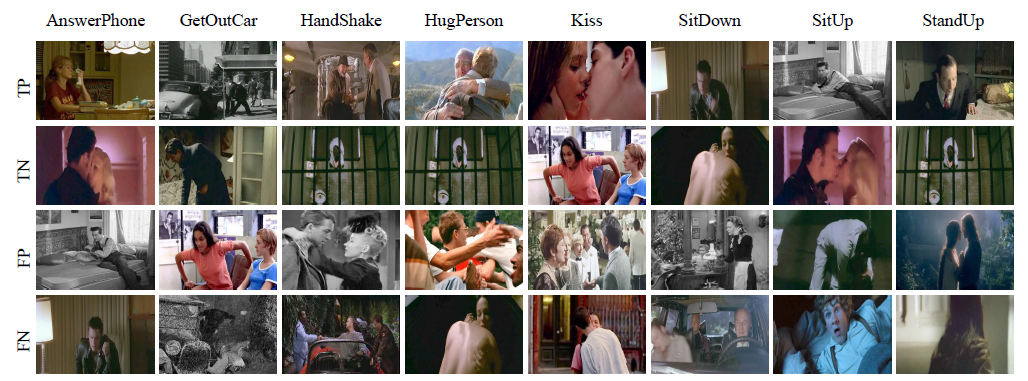 AnswerPhone GetOutCar HandShake HugPerson Kiss SitDown SitUp StandUp
TP
TN
FP
FN